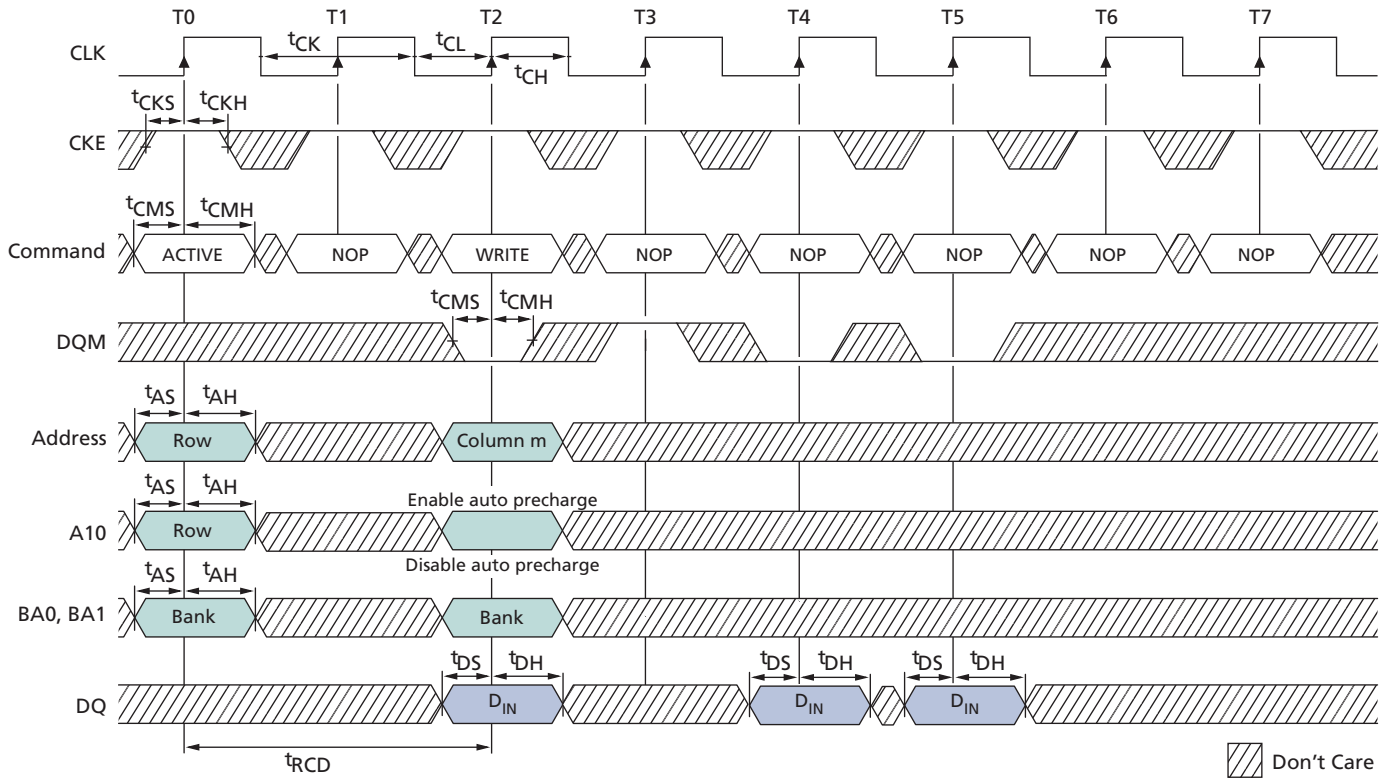 T0 T1 T2 T3 T4 T5 T6 T7
CLK tCK tCL
tCH
tCKS tCKH
CKE
tCMS tCMH
Command ACTIVE NOP WRITE NOP NOP NOP NOP NOP
tCMS tCMH
DQM
tAS tAH
Address Row Column m
tAS tAH Enable auto precharge
A10 Row
Disable auto precharge
tAS tAH
BA0, BA1 Bank Bank
tDS tDH tDS tDH tDS tDH
DQ DIN DIN DIN
tRCD
Don't Care